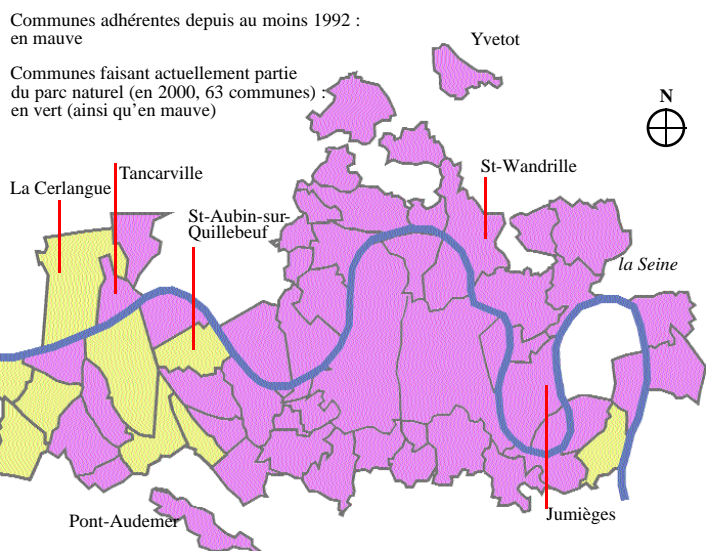 Communes adhérentes depuis au moins 1992 :
en mauve
Communes faisant actuellement partie
du parc naturel (en 2000, 63 communes) :
en vert (ainsi qu'en mauve)
Yvetot
N
La Cerlangue
Tancarville
St-Wandrille
St-Aubin-sur-
Quillebeuf
la Seine
Pont-Audemer
Jumièges